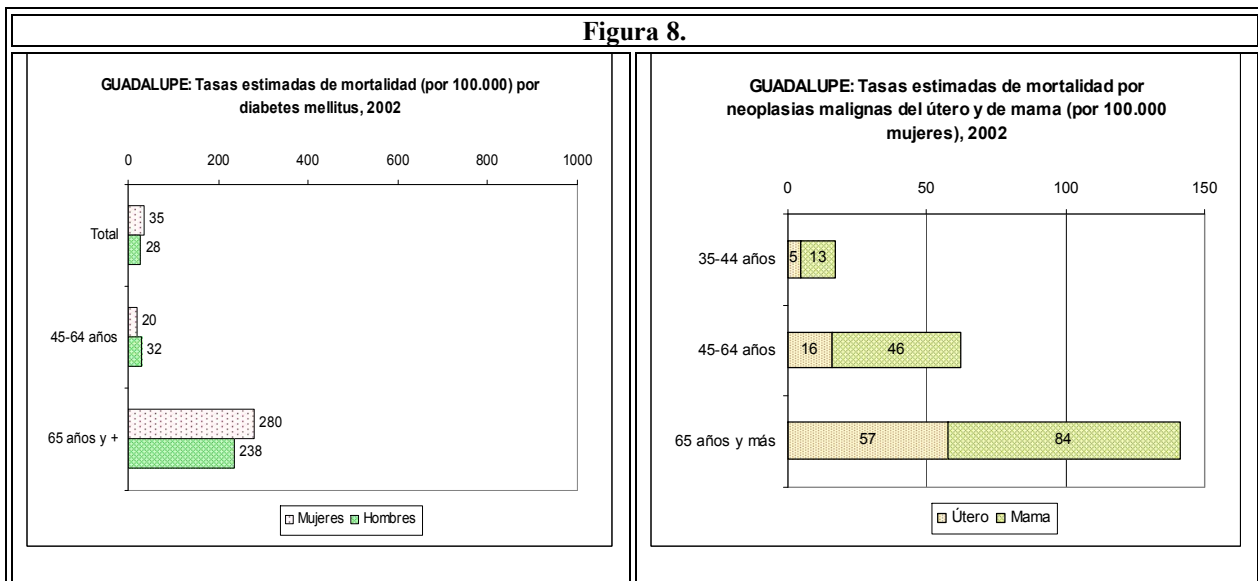 Figura 8.
GUADALUPE: Tasas estimadas de mortalidad (por 100.000) por
diabetes mellitus, 2002
0 200 400 600 800 1000
Total
35
28
45-64 años
20
32
65 años y +
280
238
Mujeres Hombres
GUADALUPE: Tasas estimadas de mortalidad por
neoplasias malignas del útero y de mama (por 100.000
mujeres), 2002
0 50 100 150
35-44 años 5 13
45-64 años 16 46
65 años y más 57 84
Útero Mama